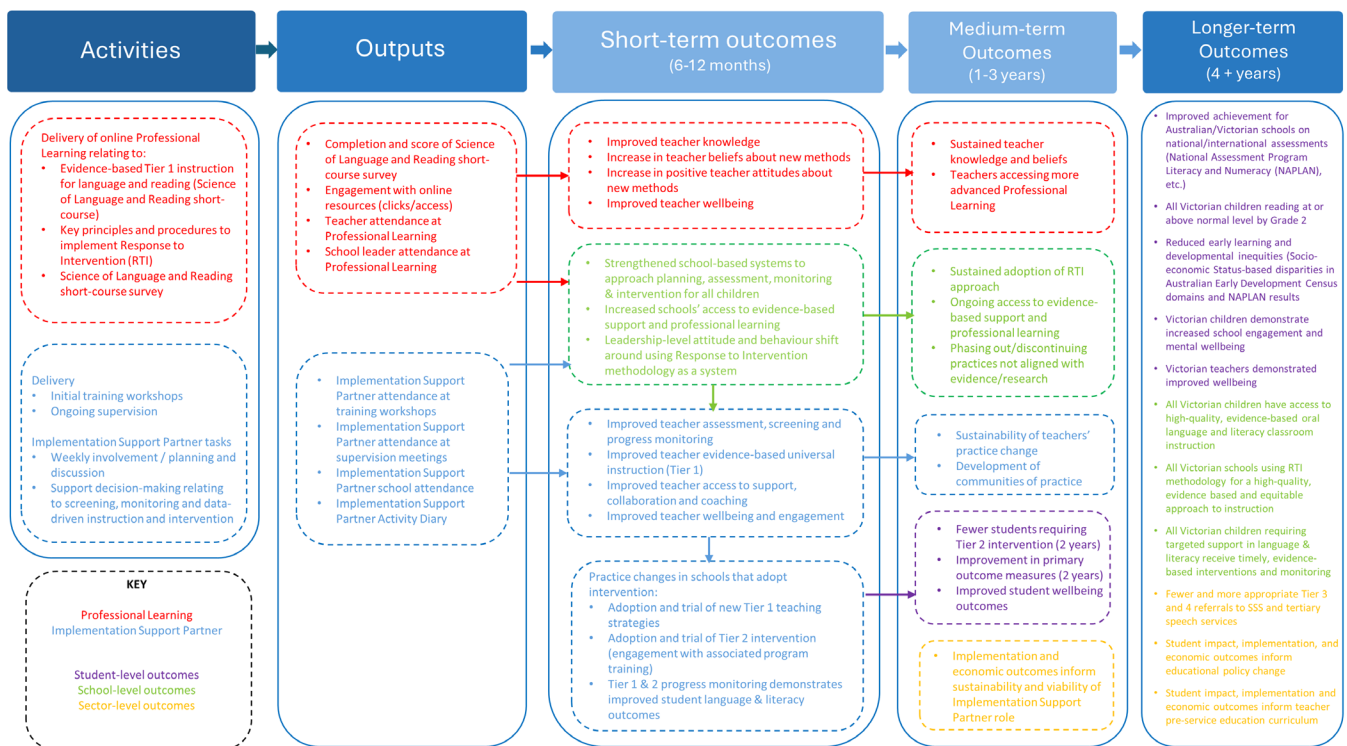 Activities
Outputs
Short-term outcomes
(6-12 months)
Medium-term
Outcomes
(1-3 years)
Longer-term
Outcomes
(4 + years)
Delivery of online Professional
Learning relating to:
• Evidence-based Tier 1 instruction
for language and reading (Science
of Language and Reading short-
course)
• Key principles and procedures to
implement Response to
Intervention (RTI)
• Science of Language and Reading
short-course survey
Delivery
• Initial training workshops
• Ongoing supervision
Implementation Support Partner tasks
• Weekly involvement / planning and
discussion
• Support decision-making relating
to screening, monitoring and data-
driven instruction and intervention
KEY
Professional Learning
Implementation Support Partner
Student-level outcomes
School-level outcomes
Sector-level outcomes
• Completion and score of Science
of Language and Reading short-
course survey
• Engagement with online
resources (clicks/access)
• Teacher attendance at
Professional Learning
• School leader attendance at
Professional Learning
• Implementation Support
Partner attendance at
training workshops
• Implementation Support
Partner attendance at
supervision meetings
• Implementation Support
Partner school attendance
• Implementation Support
Partner Activity Diary
• Improved teacher knowledge
• Increase in teacher beliefs about new methods
• Increase in positive teacher attitudes about
new methods
• Improved teacher wellbeing
• Strengthened school-based systems to
approach planning, assessment, monitoring
& intervention for all children
• Increased schools' access to evidence-based
support and professional learning
• Leadership-level attitude and behaviour shift
around using Response to Intervention
methodology as a system
• Improved teacher assessment, screening and
progress monitoring
• Improved teacher evidence-based universal
instruction (Tier 1)
• Improved teacher access to support,
collaboration and coaching
• Improved teacher wellbeing and engagement
Practice changes in schools that adopt
intervention:
• Adoption and trial of new Tier 1 teaching
strategies
• Adoption and trial of Tier 2 intervention
(engagement with associated program
training)
• Tier 1 & 2 progress monitoring demonstrates
improved student language & literacy
outcomes
• Sustained teacher
knowledge and beliefs
• Teachers accessing more
advanced Professional
Learning
• Sustained adoption of RTI
approach
• Ongoing access to evidence-
based support and
professional learning
• Phasing out/discontinuing
practices not aligned with
evidence/research
• Sustainability of teachers'
practice change
• Development of
communities of practice
• Fewer students requiring
Tier 2 intervention (2 years)
• Improvement in primary
outcome measures (2 years)
• Improved student wellbeing
outcomes
• Implementation and
economic outcomes inform
sustainability and viability of
Implementation Support
Partner role
• Improved achievement for
Australian/Victorian schools on
national/international assessments
(National Assessment Program
Literacy and Numeracy (NAPLAN),
etc.)
• All Victorian children reading at or
above normal level by Grade 2
• Reduced early learning and
developmental inequities (Socio-
economic Status-based disparities in
Australian Early Development Census
domains and NAPLAN results
• Victorian children demonstrate
increased school engagement and
mental wellbeing
• Victorian teachers demonstrated
improved wellbeing
• All Victorian children have access to
high-quality, evidence-based oral
language and literacy classroom
instruction
• All Victorian schools using RTI
methodology for a high-quality,
evidence based and equitable
approach to instruction
• All Victorian children requiring
targeted support in language &
literacy receive timely, evidence-
based interventions and monitoring
• Fewer and more appropriate Tier 3
and 4 referrals to SSS and tertiary
speech services
• Student impact, implementation, and
economic outcomes inform
educational policy change
• Student impact, implementation and
economic outcomes inform teacher
pre-service education curriculum